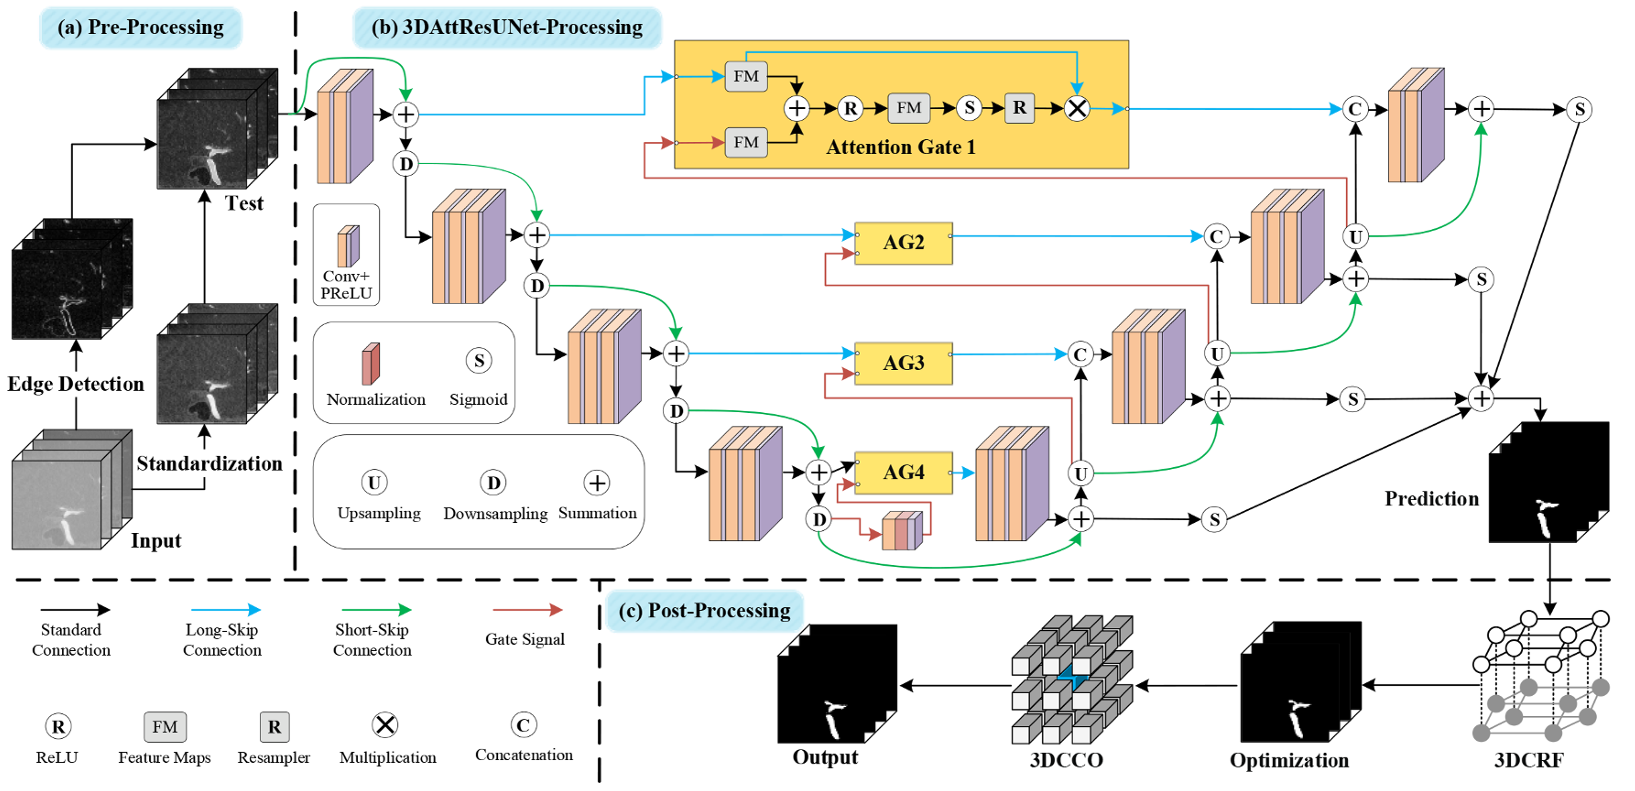 (a) Pre-Processing
(b) 3DAttResUNet-Processing
Test
Edge Detection
Standardization
Input
FM
FM
+
R
FM
S
R
×
Attention Gate 1
+
D
+
D
+
D
+
D
AG2
AG3
AG4
C
+
S
U
C
+
S
U
C
+
S
U
+
S
C
U
+
Conv+
PReLU
Normalization
S
Sigmoid
U
Upsampling
D
Downsampling
+
Summation
Prediction
Standard
Connection
Long-Skip
Connection
Short-Skip
Connection
Gate Signal
R
ReLU
FM
Feature Maps
R
Resampler
×
Multiplication
C
Concatenation
(c) Post-Processing
Output
3DCCO
Optimization
3DCRF